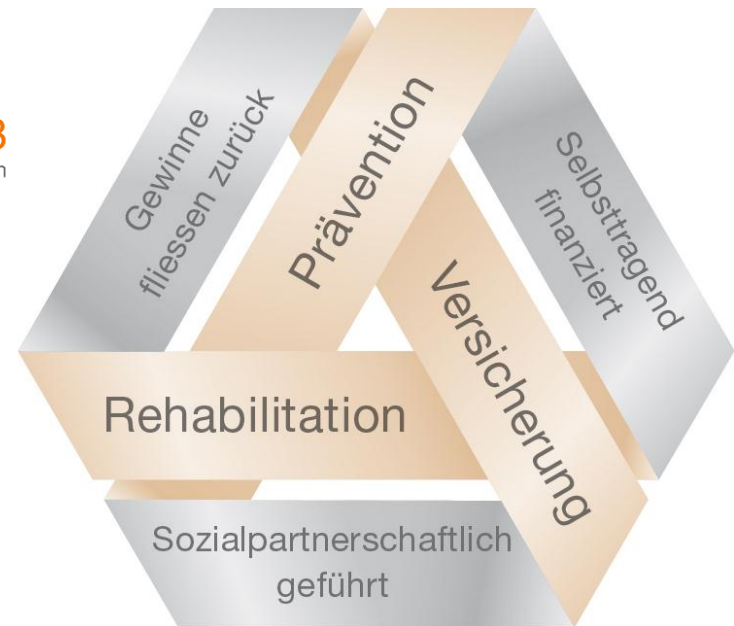 Gewinne
fliessen zurück
Prävention
Selbsttragend
finanziert
Versicherung
Rehabilitation
Sozialpartnerschaftlich
geführt